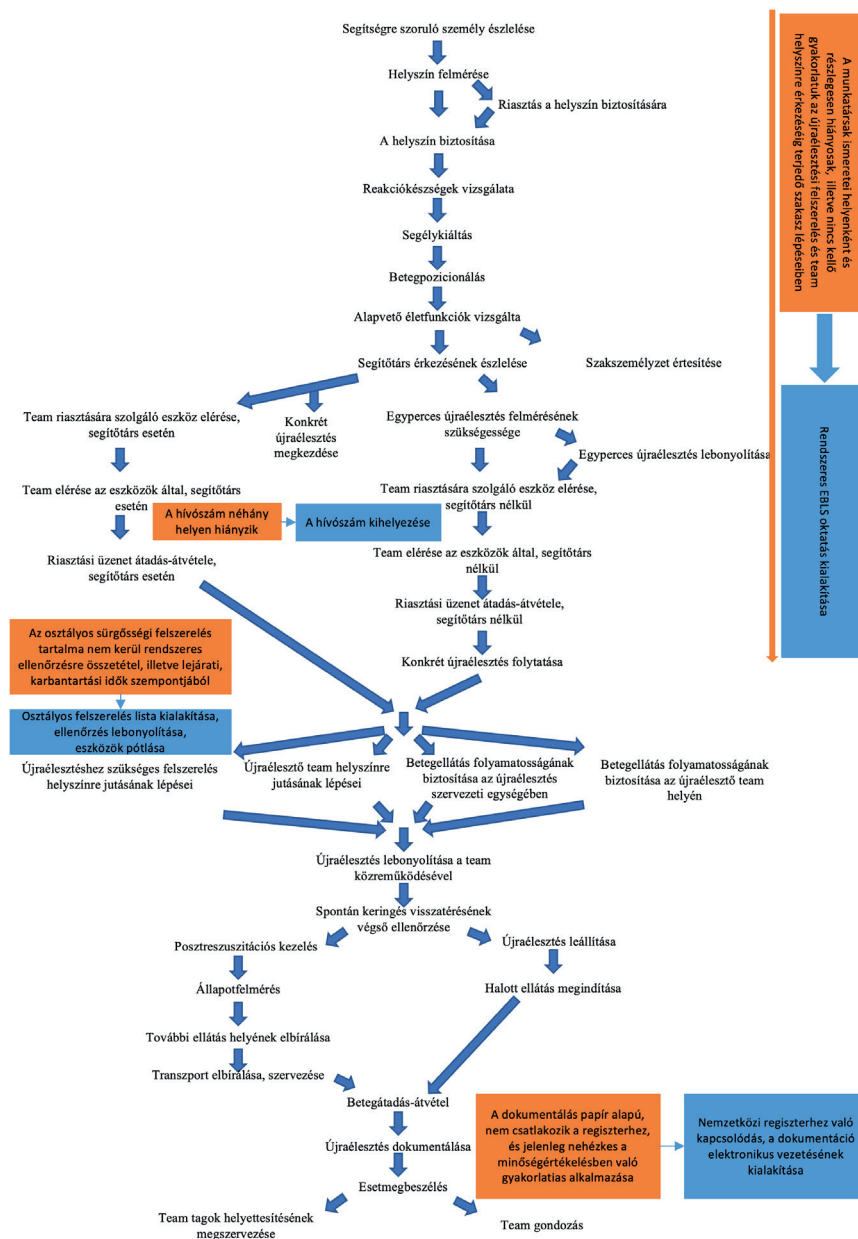 Segítségre szoruló személy észlelése
Helyszín felmérése
Riasztás a helyszín biztosítására
A helyszín biztosítása
Reakciókészségek vizsgálata
Segélykiáltás
Betegpozicionálás
Alapvető életfunkciók vizsgálta
Segítőtárs érkezésének észlelése
Szakszemélyzet értesítése
A munkatársak ismeretei helyenként és
részlegesen hiányosak, illetve nincs kellő
gyakorlatuk az újraélesztési felszerelés és team
helyszínre érkezéséig terjedő szakasz lépéseiben
Rendszeres EBLS oktatás kialakítása
Team riasztására szolgáló eszköz elérése,
segítőtárs esetén
Konkrét
újraélesztés
megkezdése
Egyperces újraélesztés felmérésének
szükségessége
Egyperces újraélesztés lebonyolítása
Team elérése az eszközök által, segítőtárs
esetén
Team riasztására szolgáló eszköz elérése,
segítőtárs nélkül
A hívószám néhány
helyen hiányzik
A hívószám kihelyezése
Riasztási üzenet átadás-átvétele,
segítőtárs esetén
Team elérése az eszközök által, segítőtárs
nélkül
Riasztási üzenet átadás-átvétele,
segítőtárs nélkül
Konkrét újraélesztés folytatása
Az osztályos sürgősségi felszerelés
tartalma nem kerül rendszeres
ellenőrzésre összetétel, illetve lejárati,
karbantartási idők szempontjából
Osztályos felszerelés lista kialakítása,
ellenőrzés lebonyolítása,
eszközök pótlása
Újraélesztéshez szükséges felszerelés
helyszínre jutásának lépései
Újraélesztő team helyszínre
jutásának lépései
Betegellátás folyamatosságának
biztosítása az újraélesztés
szervezeti egységében
Betegellátás folyamatosságának
biztosítása az újraélesztő team
helyén
Újraélesztés lebonyolítása a team
közreműködésével
Spontán keringés visszatérésének
végső ellenőrzése
Posztreszuszitációs kezelés
Újraélesztés leállítása
Állapotfelmérés
Halott ellátás megindítása
További ellátás helyének elbírálása
Transzport elbírálása, szervezése
Betegátadás-átvétel
Újraélesztés dokumentálása
A dokumentálás papír alapú,
nem csatlakozik a regiszterhez,
és jelenleg nehézkes a
minőségértékelésben való
gyakorlatias alkalmazása
Nemzetközi regiszterhez való
kapcsolódás, a dokumentáció
elektronikus vezetésének
kialakítása
Esetmegbeszélés
Team tagok helyettesítésének
megszervezése
Team gondozás